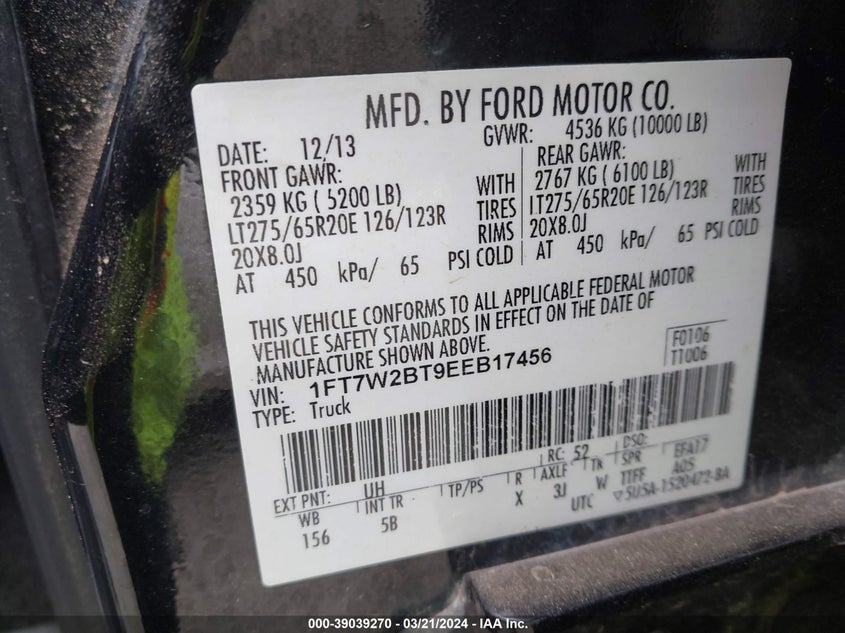 MFD. BY FORD MOTOR CO.
DATE: 12/13
GVWR: 4536 KG (10000 LB)
FRONT GAWR:
2359 KG ( 5200 LB) WITH
LT275/65R20E 126/123R TIRES
20X8.0J RIMS
AT 450 kPa/ 65 PSI COLD
REAR GAWR:
2767 KG ( 6100 LB) WITH
LT275/65R20E 126/123R TIRES
20X8.0J RIMS
AT 450 kPa/ 65 PSI COLD
THIS VEHICLE CONFORMS TO ALL APPLICABLE FEDERAL MOTOR
VEHICLE SAFETY STANDARDS IN EFFECT ON THE DATE OF
MANUFACTURE SHOWN ABOVE.
VIN: 1FT7W2BT9EEB17456
TYPE: Truck
F0106
T1006
RC: 52 DSO:
EXT PNT: UH
WB INT TR TP/PS R AXLE TR SPR EFA17
156 5B X 3J W TTFF A05
UTC ▽5U5A-1520472-BA
000-39039270 - 03/21/2024 - IAA Inc.